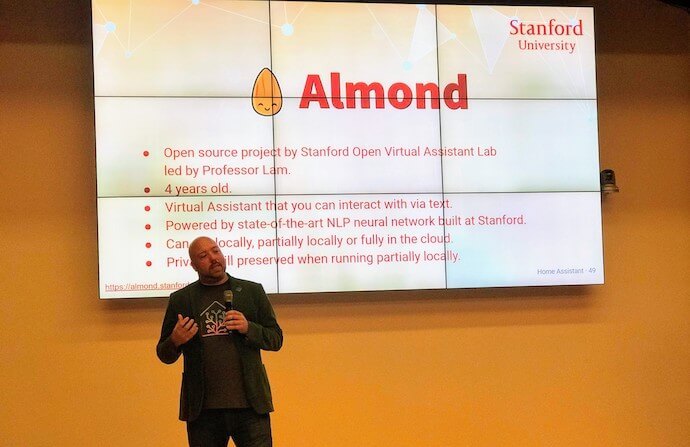 Stanford
University
Almond
Open source project by Stanford Open Virtual Assistant Lab
led by Professor Lam.
4 years old.
Virtual Assistant that you can interact with via text.
Powered by state-of-the-art NLP neural network built at Stanford.
Can locally, partially locally or fully in the cloud.
preserved when running partially locally.
https://almond.stanford
Home Assistant - 49